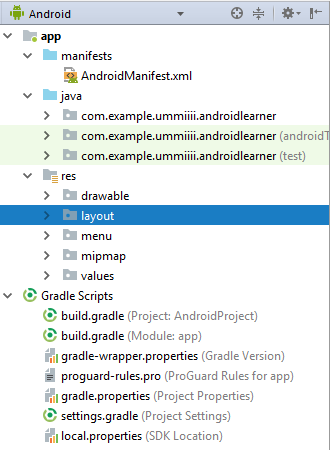 Android
app
manifests
AndroidManifest.xml
java
com.example.ummiiii.androidlearner
com.example.ummiiii.androidlearner (androidT
com.example.ummiiii.androidlearner (test)
res
drawable
layout
menu
mipmap
values
Gradle Scripts
build.gradle (Project: AndroidProject)
build.gradle (Module: app)
gradle-wrapper.properties (Gradle Version)
proguard-rules.pro (ProGuard Rules for app)
gradle.properties (Project Properties)
settings.gradle (Project Settings)
local.properties (SDK Location)